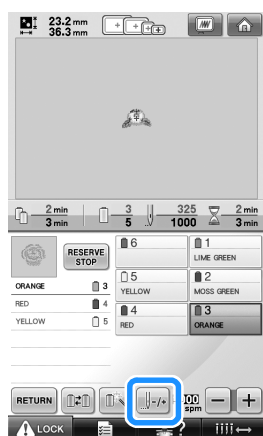 23.2 mm
36.3 mm
2 min
3 min
3
5
325
1000
2 min
3 min
RESERVE
STOP
ORANGE 3
RED 4
YELLOW 5
6
1
LIME GREEN
5
YELLOW
2
MOSS GREEN
4
RED
3
ORANGE
RETURN
-/+
00
spm
- +
LOCK
?